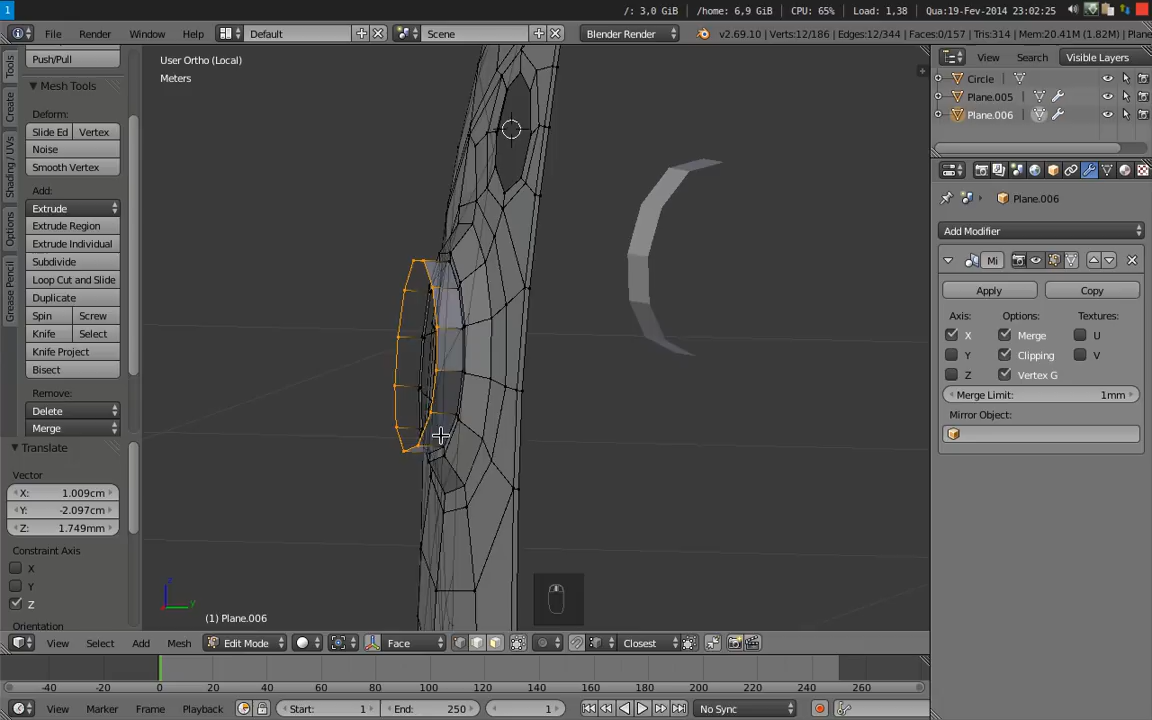 1
/: 3,0 GiB
/home: 6,9 GiB
CPU: 65%
Load: 1,38
Qua:19-Fev-2014 23:02:25
File
Render
Window
Help
Default
Scene
Blender Render
v2.69.10 | Verts:12/186 | Edges:12/344 | Faces:0/157 | Tris:314 | Mem:20.41M (1.82M) | Plane
Tools
Create
Shading / UVs
Options
Grease Pencil
Push/Pull
Mesh Tools
Deform:
Slide Ed
Vertex
Noise
Smooth Vertex
Add:
Extrude
Extrude Region
Extrude Individual
Subdivide
Loop Cut and Slide
Duplicate
Spin
Screw
Knife
Select
Knife Project
Bisect
Remove:
Delete
Merge
Translate
Vector
X: 1.009cm
Y: -2.097cm
Z: 1.749mm
Constraint Axis
X
Y
Z
Orientation
User Ortho (Local)
Meters
z
y
(1) Plane.006
View
Select
Add
Mesh
Edit Mode
Face
Closest
View
Search
Visible Layers
Circle
Plane.005
Plane.006
Plane.006
Add Modifier
Mi
Apply
Copy
Axis:
Options:
Textures:
X
Merge
U
Y
Clipping
V
Z
Vertex G
Merge Limit: 1mm
Mirror Object:
-40
-20
0
20
40
60
80
100
120
140
160
180
200
220
240
260
View
Marker
Frame
Playback
Start: 1
End: 250
1
No Sync